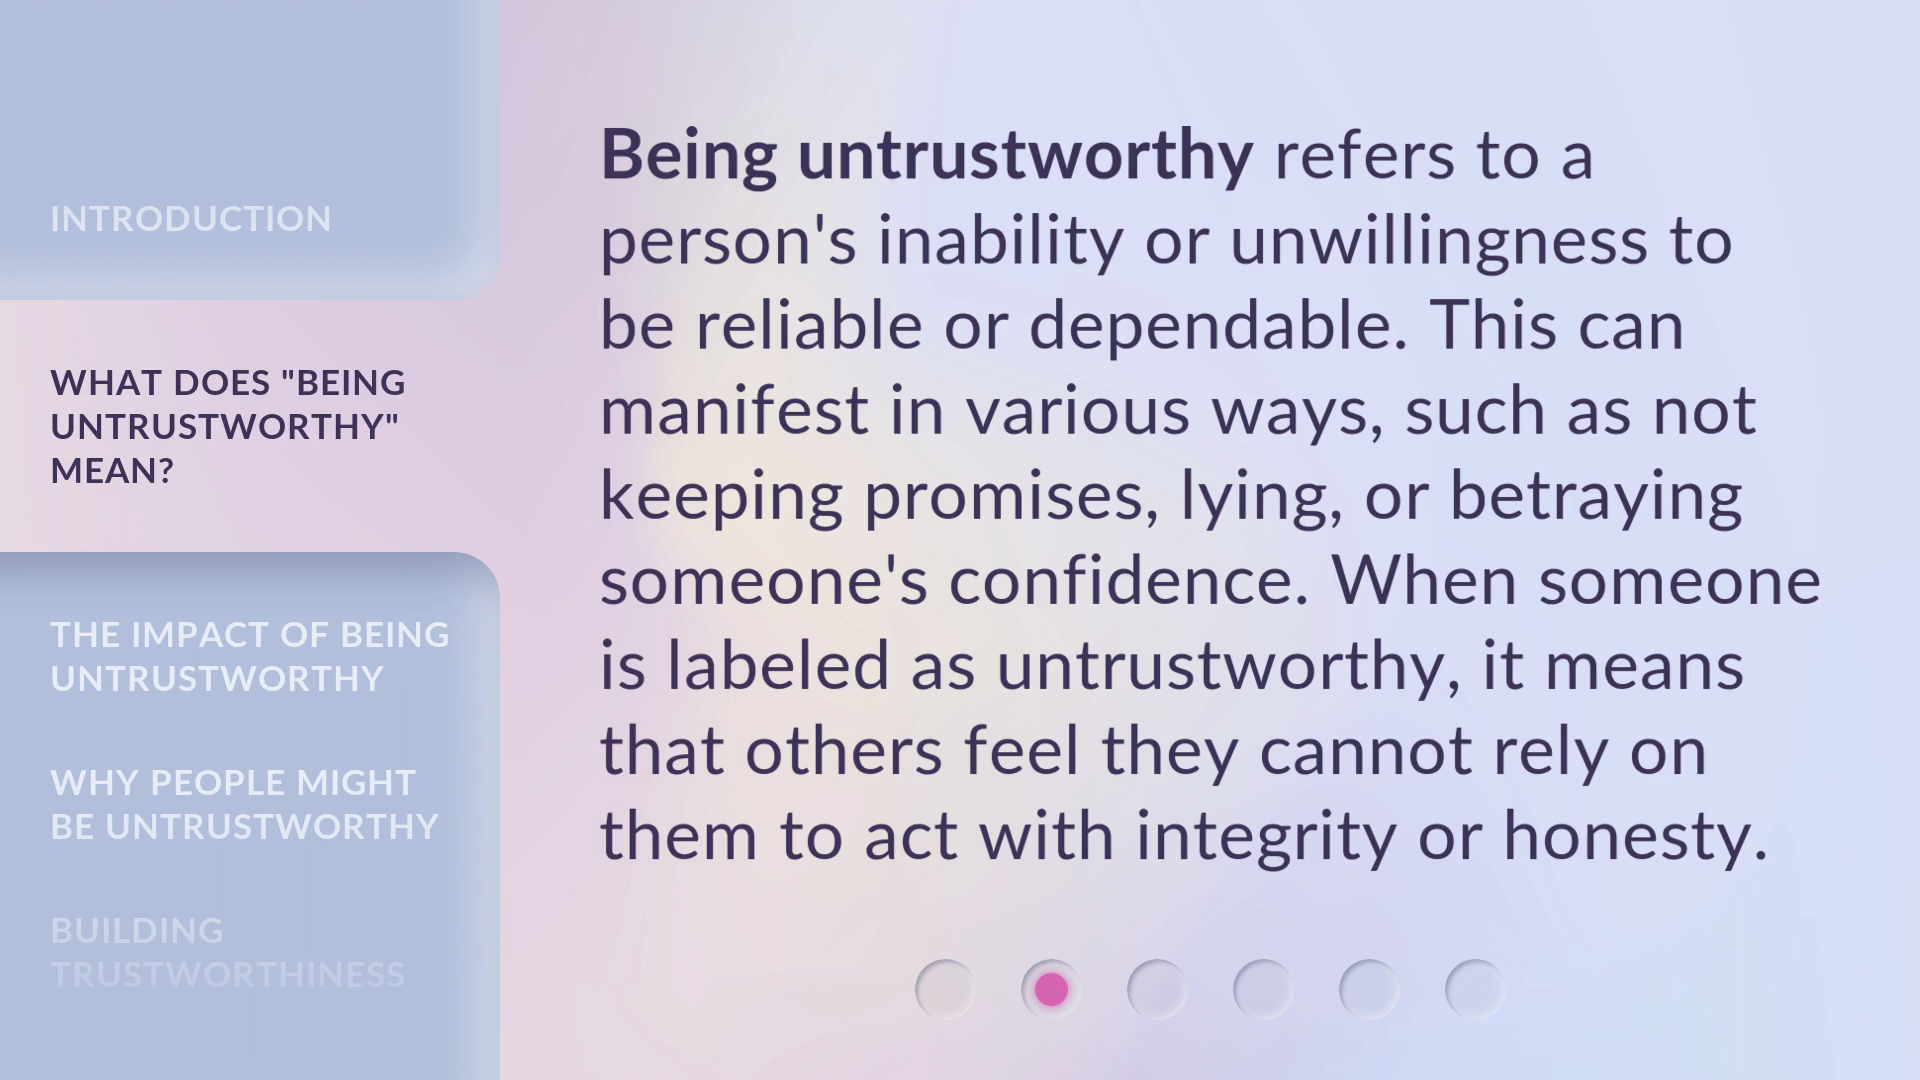 INTRODUCTION
WHAT DOES "BEING
UNTRUSTWORTHY"
MEAN?
THE IMPACT OF BEING
UNTRUSTWORTHY
WHY PEOPLE MIGHT
BE UNTRUSTWORTHY
BUILDING
TRUSTWORTHINESS
Being untrustworthy refers to a
person's inability or unwillingness to
be reliable or dependable. This can
manifest in various ways, such as not
keeping promises, lying, or betraying
someone's confidence. When someone
is labeled as untrustworthy, it means
that others feel they cannot rely on
them to act with integrity or honesty.